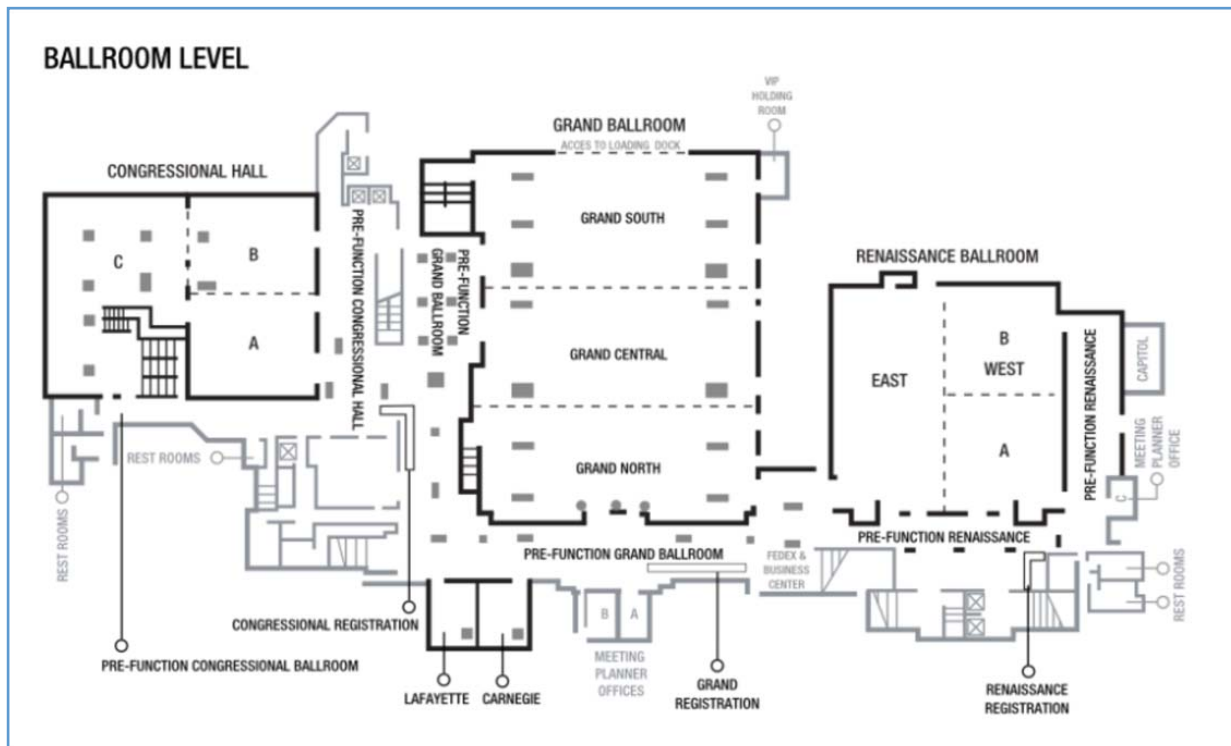 BALLROOM LEVEL
VIP
HOLDING
ROOM
GRAND BALLROOM
ACCES TO LOADING DOCK
CONGRESSIONAL HALL
C
B
A
PRE-FUNCTION CONGRESSIONAL HALL
PRE-FUNCTION
GRAND BALLROOM
GRAND SOUTH
GRAND CENTRAL
GRAND NORTH
RENAISSANCE BALLROOM
EAST
B
WEST
A
PRE-FUNCTION RENAISSANCE
CAPITOL
MEETING
PLANNER
OFFICE
C
REST ROOMS
REST ROOMS
PRE-FUNCTION GRAND BALLROOM
PRE-FUNCTION RENAISSANCE
FEDEX &
BUSINESS
CENTER
REST ROOMS
CONGRESSIONAL REGISTRATION
B
A
PRE-FUNCTION CONGRESSIONAL BALLROOM
MEETING
PLANNER
OFFICES
LAFAYETTE
CARNEGIE
GRAND
REGISTRATION
RENAISSANCE
REGISTRATION